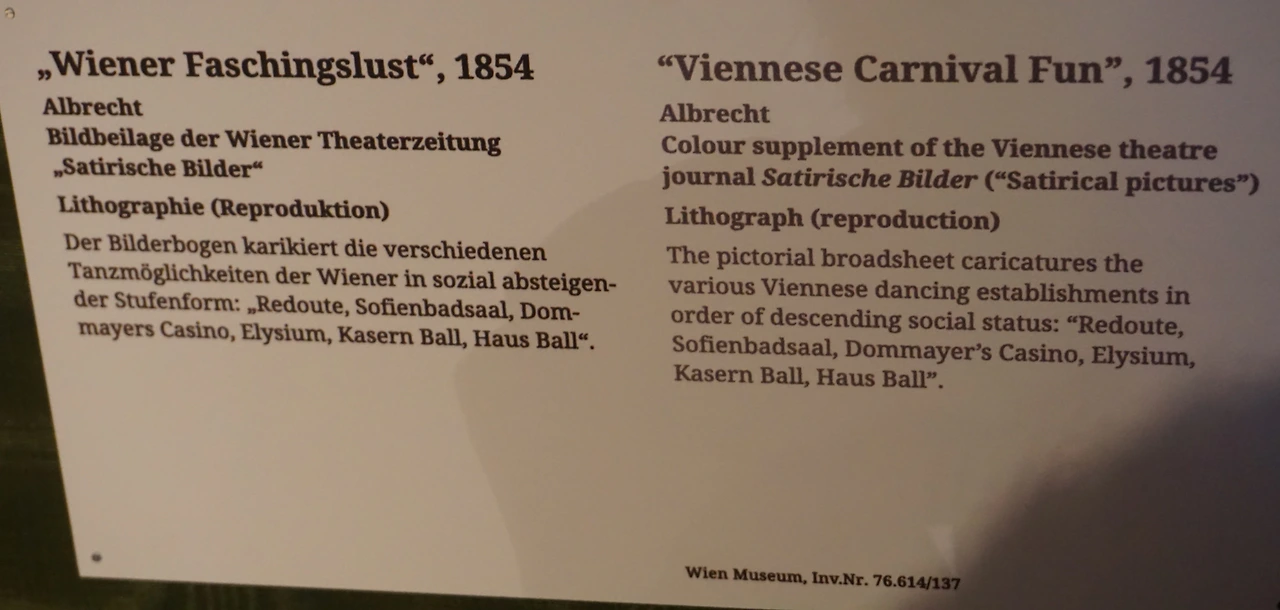 „Wiener Faschingslust“, 1854
Albrecht
Bildbeilage der Wiener Theaterzeitung
„Satirische Bilder“
Lithographie (Reproduktion)
Der Bilderbogen karikiert die verschiedenen
Tanzmöglichkeiten der Wiener in sozial absteigen-
der Stufenform: „Redoute, Sofienbadsaal, Dom-
mayers Casino, Elysium, Kasern Ball, Haus Ball“.
“Viennese Carnival Fun”, 1854
Albrecht
Colour supplement of the Viennese theatre
journal Satirische Bilder (“Satirical pictures”)
Lithograph (reproduction)
The pictorial broadsheet caricatures the
various Viennese dancing establishments in
order of descending social status: “Redoute,
Sofienbadsaal, Dommayer’s Casino, Elysium,
Kasern Ball, Haus Ball”.
Wien Museum, Inv.Nr. 76.614/137